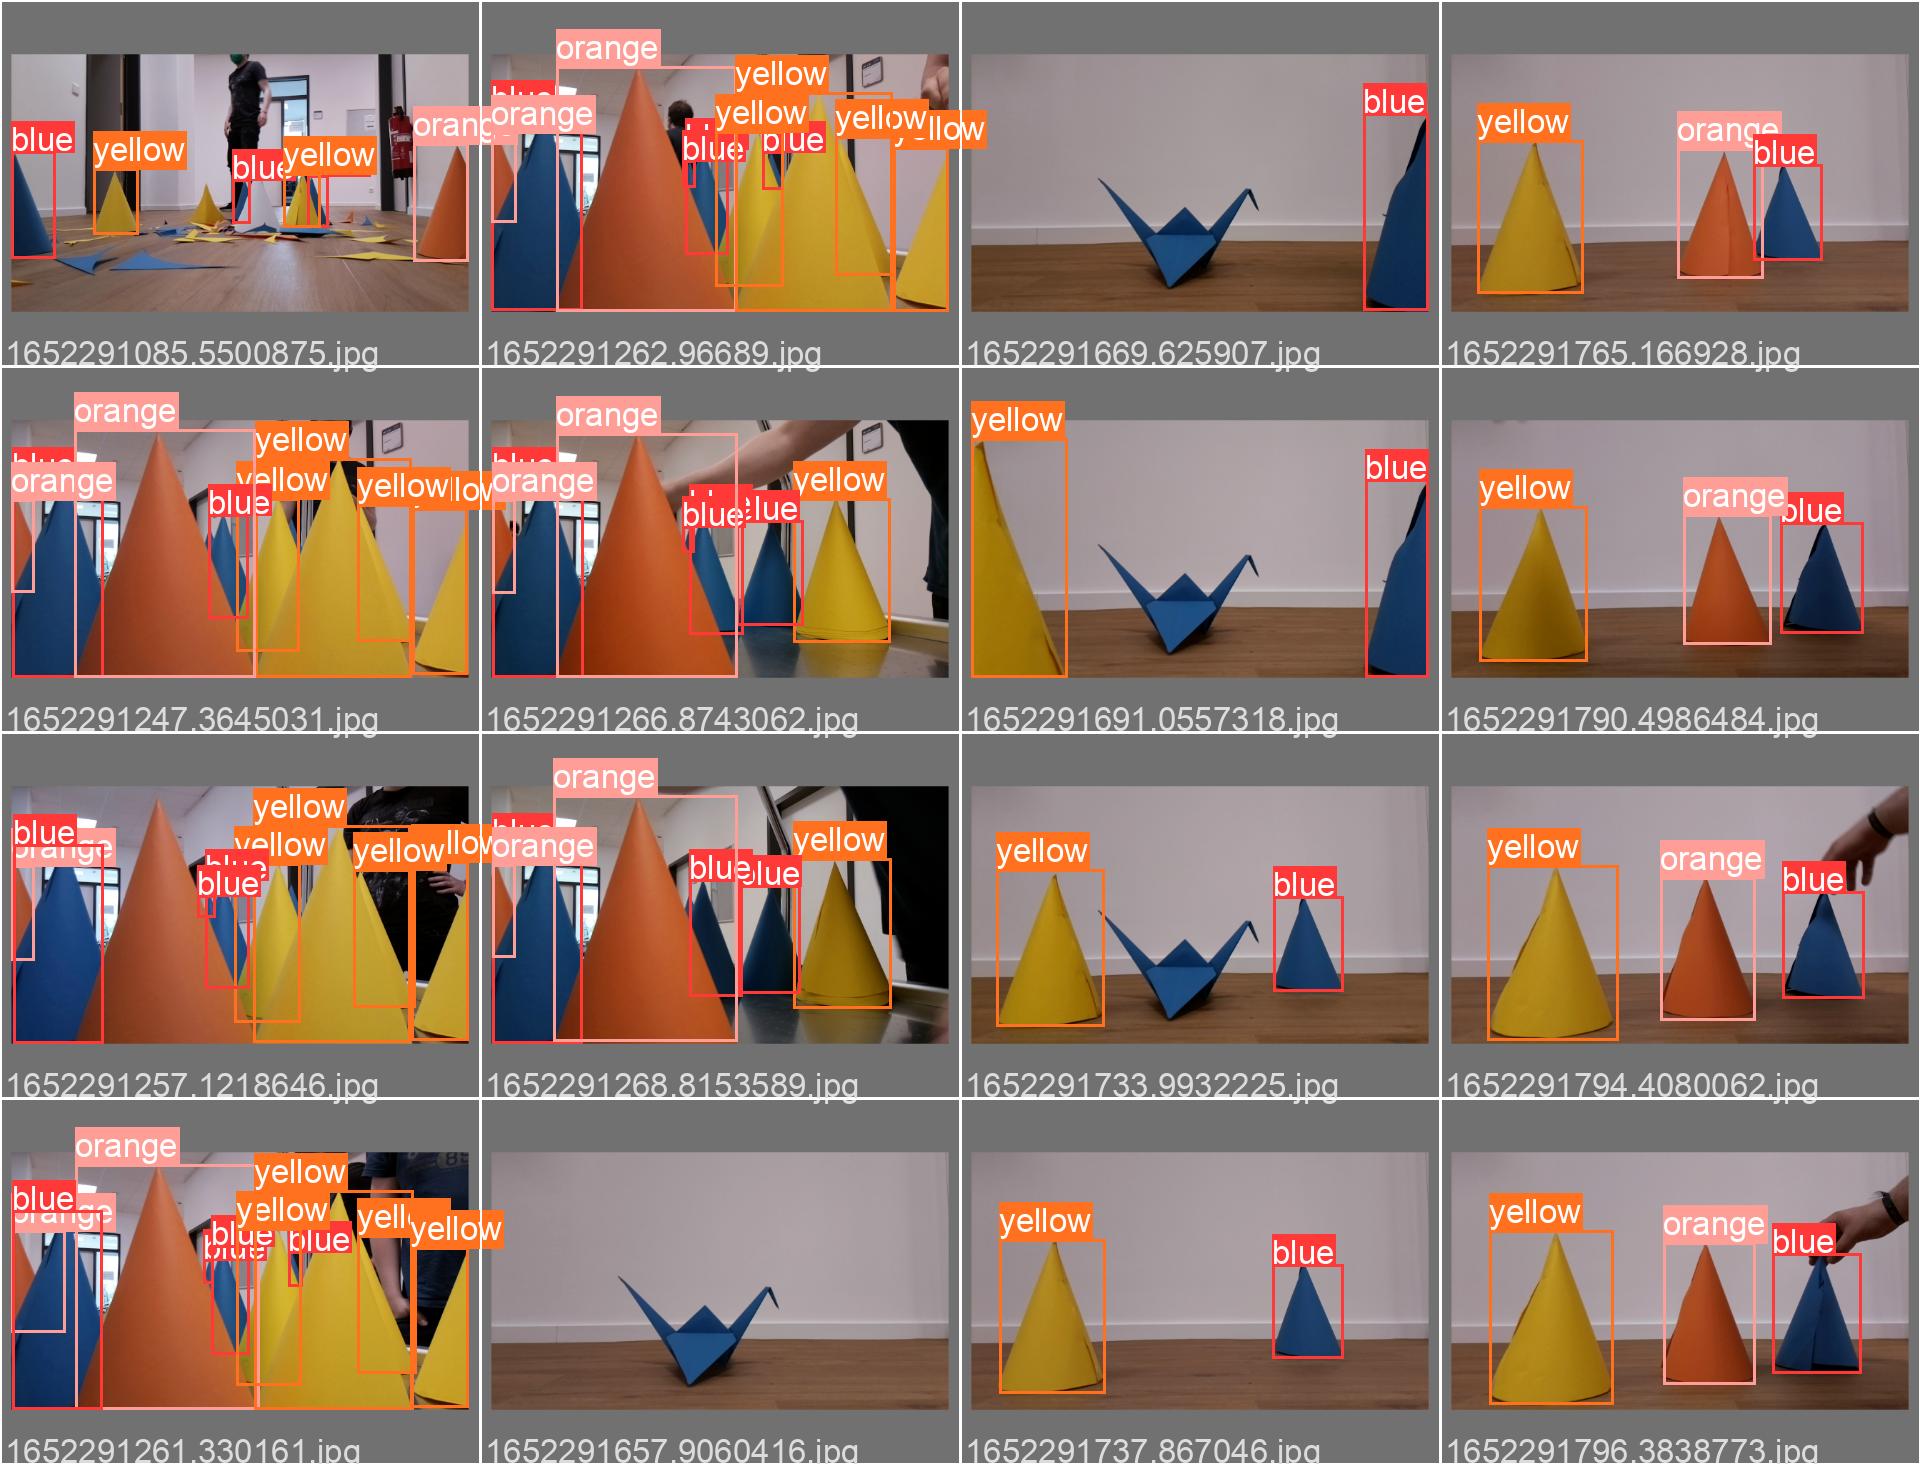 blue
yellow
blue
yellow
orang
1652291085.5500875.jpg
orange
blue
orange
yellow
yellow
blue
blue
yellow
yellow
1652291262.96689.jpg
blue
1652291669.625907.jpg
yellow
orange
blue
1652291765.166928.jpg
orange
blue
orange
blue
yellow
yellow
yellow
low
1652291247.3645031.jpg
orange
blue
orange
blue
blue
yellow
1652291266.8743062.jpg
yellow
blue
1652291691.0557318.jpg
yellow
orange
blue
1652291790.4986484.jpg
blue
orange
blue
blue
yellow
yellow
yellow
llow
1652291257.1218646.jpg
orange
blue
orange
blue
blue
yellow
1652291268.8153589.jpg
yellow
blue
1652291733.9932225.jpg
yellow
orange
blue
1652291794.4080062.jpg
orange
blue
orange
blue
blue
yellow
yellow
blue
yell
yellow
1652291261.330161.jpg
1652291657.9060416.jpg
yellow
blue
1652291737.867046.jpg
yellow
orange
blue
1652291796.3838773.jpg